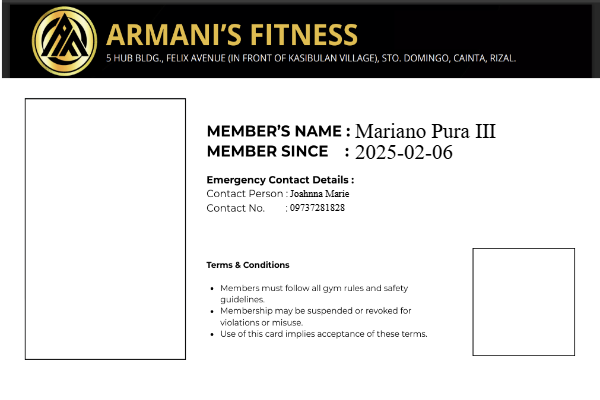 ARMANI'S FITNESS
5 HUB BLDG., FELIX AVENUE (IN FRONT OF KASIBULAN VILLAGE), STO. DOMINGO, CAINTA, RIZAL.
MEMBER'S NAME : Mariano Pura III
MEMBER SINCE : 2025-02-06
Emergency Contact Details :
Contact Person : Joahnna Marie
Contact No. : 09737281828
Terms & Conditions
• Members must follow all gym rules and safety
guidelines.
• Membership may be suspended or revoked for
violations or misuse.
• Use of this card implies acceptance of these terms.